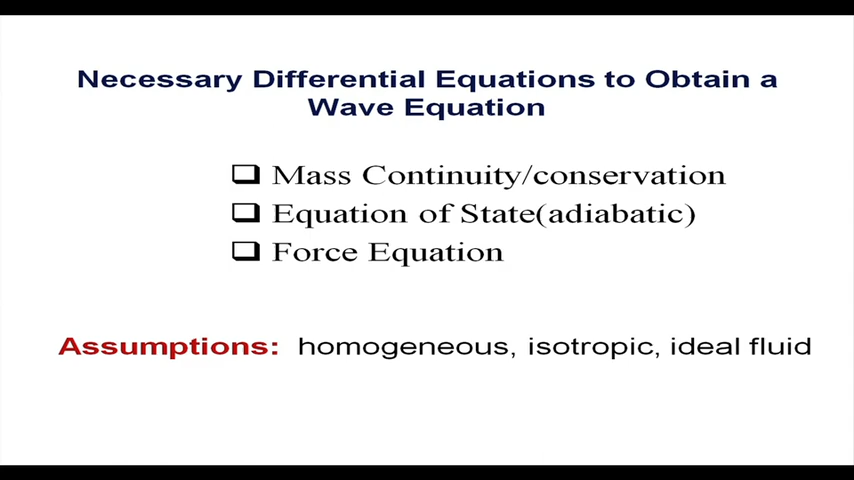 Necessary Differential Equations to Obtain a
Wave Equation
❑ Mass Continuity/conservation
❑ Equation of State(adiabatic)
❑ Force Equation
Assumptions: homogeneous, isotropic, ideal fluid